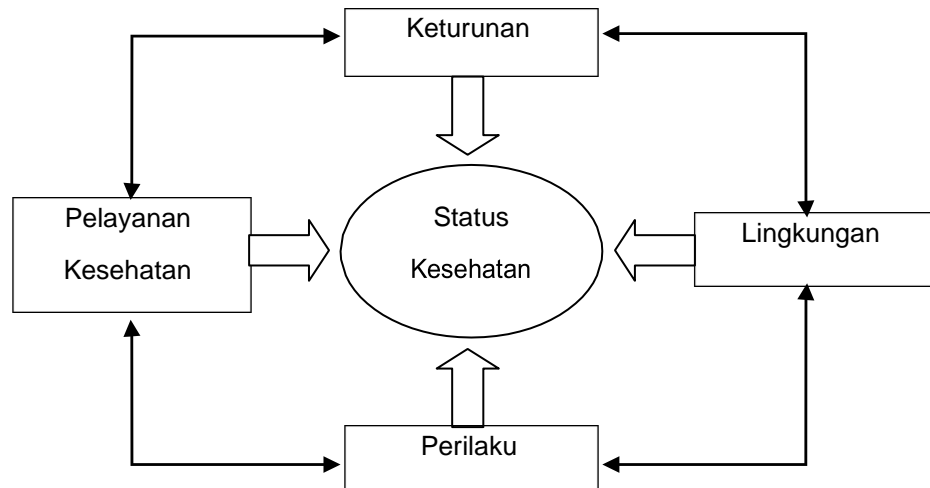 Keturunan
Pelayanan
Kesehatan
Status
Kesehatan
Lingkungan
Perilaku